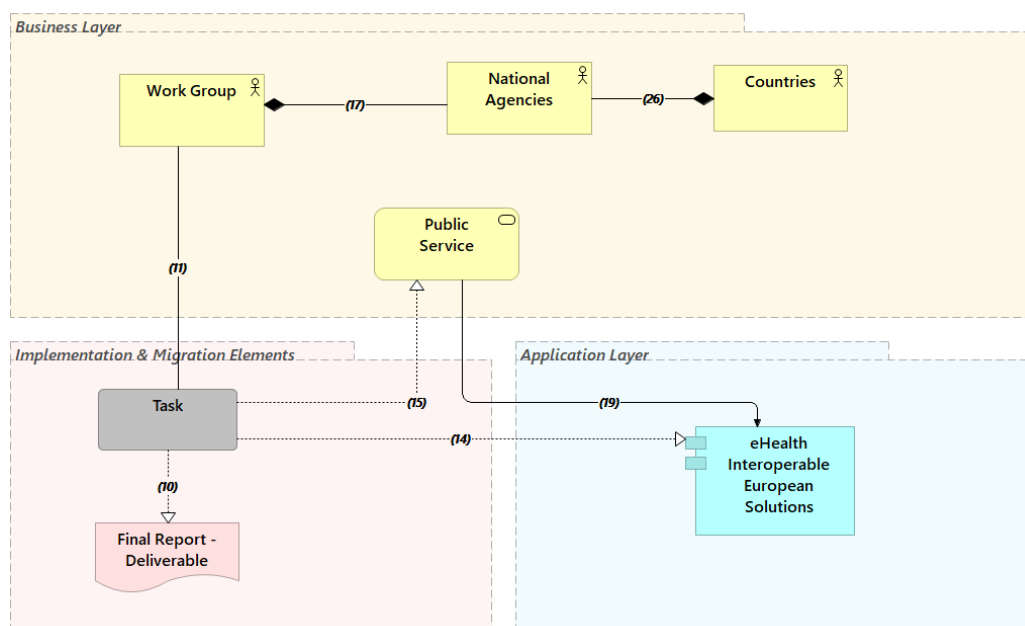 Business Layer
Work Group
(17)
National
Agencies
(26)
Countries
Public
Service
(11)
Implementation & Migration Elements
Application Layer
Task
(15)
(19)
(14)
eHealth
Interoperable
European
Solutions
(10)
Final Report -
Deliverable